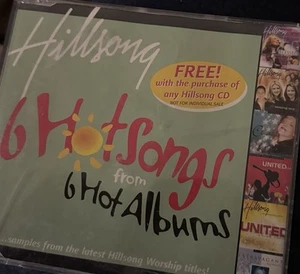 Hillsong
FREE!
with the purchase of
any Hillsong CD
NOT FOR INDIVIDUAL SALE
6 Hot Songs
from
6 Hot Albums
samples from the latest Hillsong Worship titles!
UNITED
Hillsong
UNITED